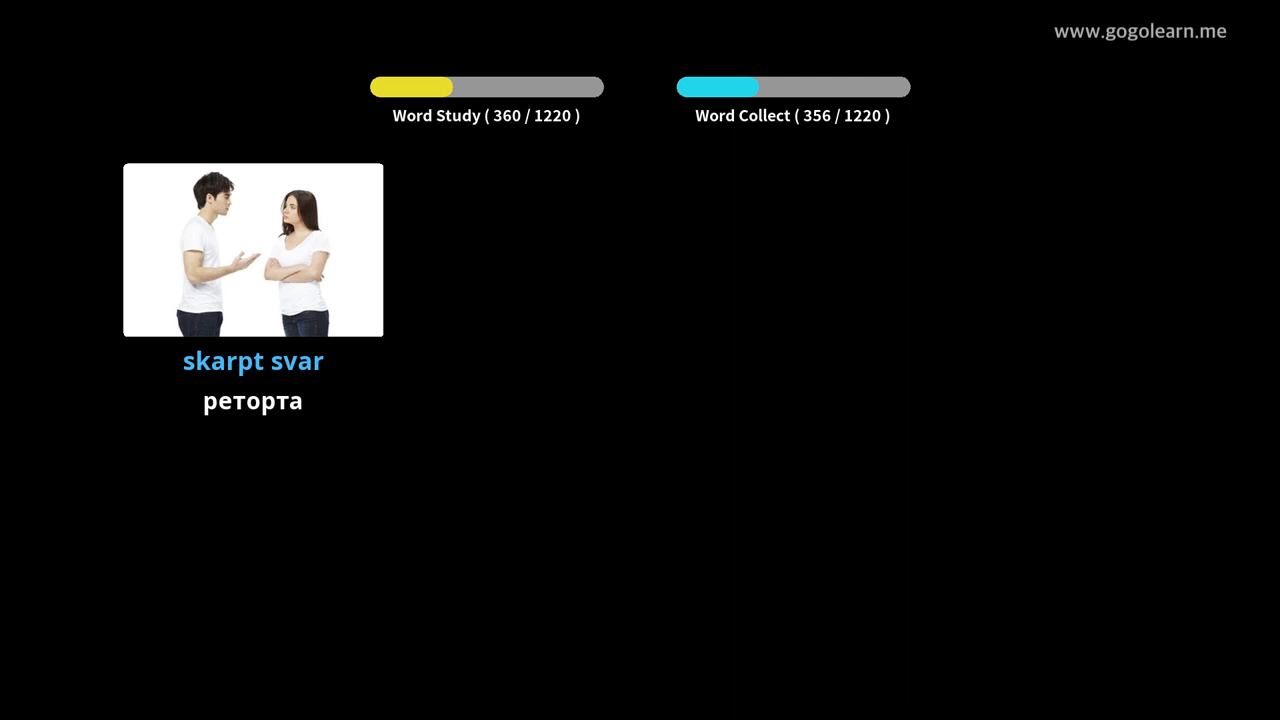 www.gogolearn.me
Word Study ( 360 / 1220 )
Word Collect ( 356 / 1220 )
skarpt svar
реторта